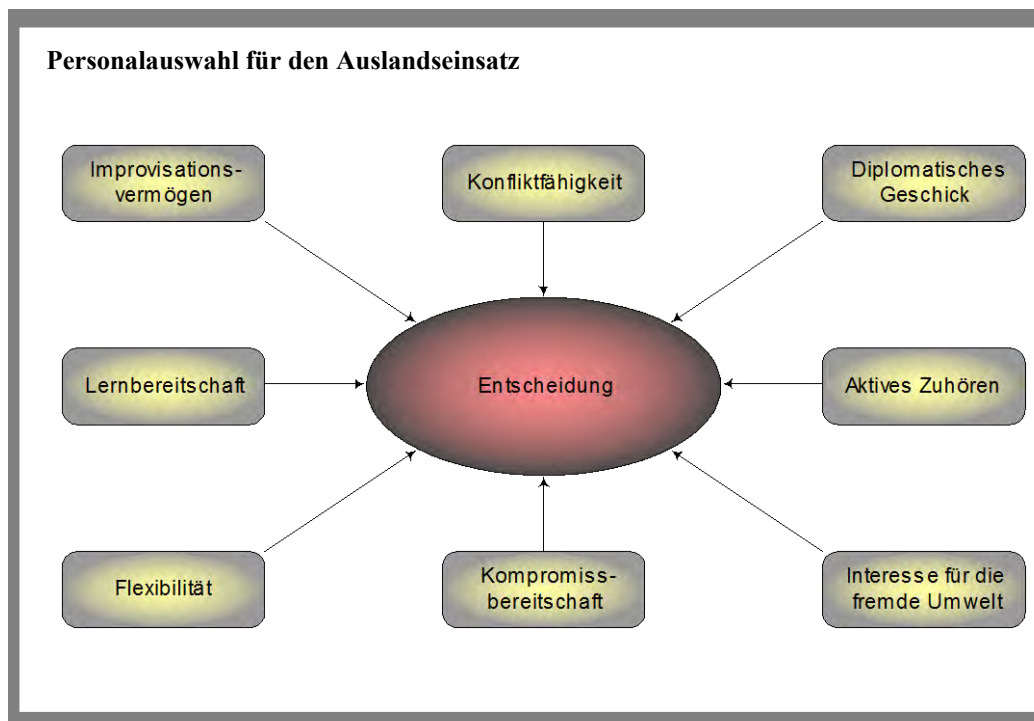 Personalauswahl für den Auslandseinsatz
Improvisations-
vermögen
Konfliktfähigkeit
Diplomatisches
Geschick
Lernbereitschaft
Entscheidung
Aktives Zuhören
Flexibilität
Kompromiss-
bereitschaft
Interesse für die
fremde Umwelt